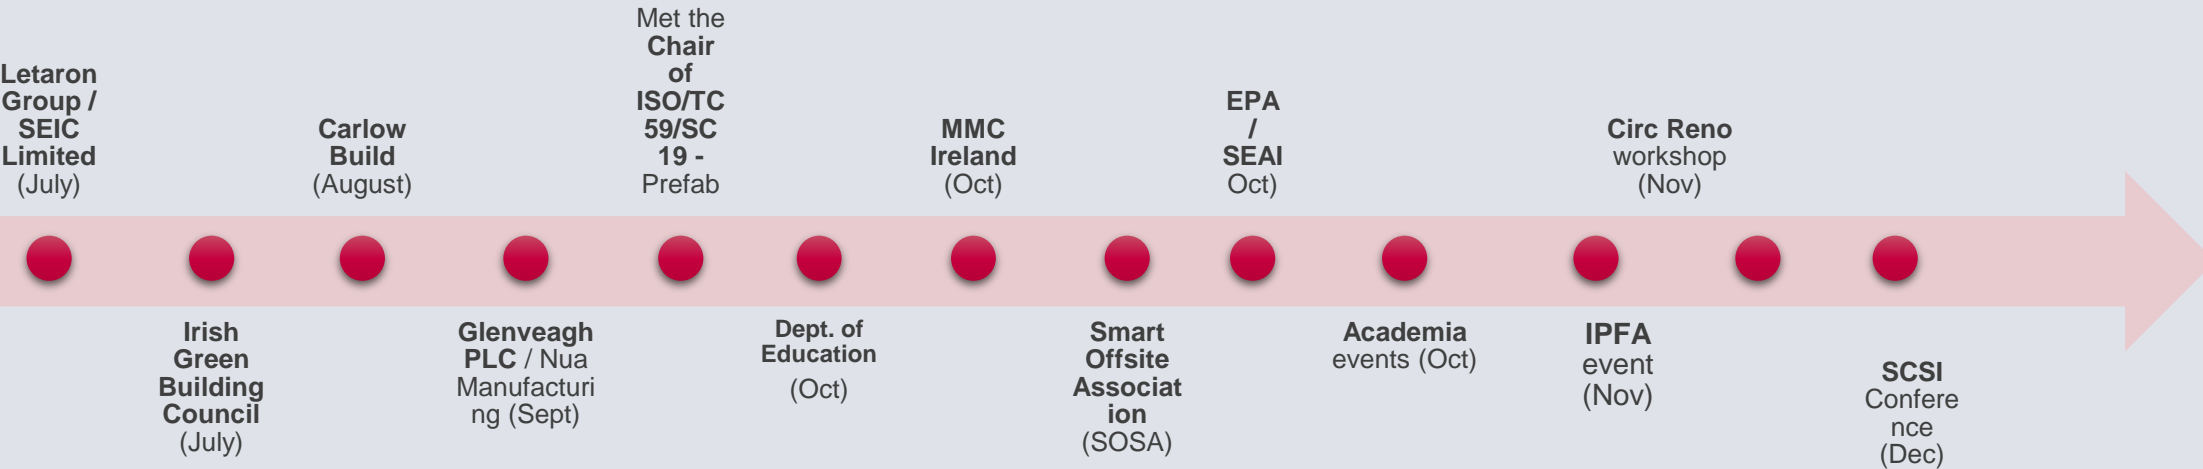 Letaron
Group /
SEIC
Limited
(July)
Irish
Green
Building
Council
(July)
Carlow
Build
(August)
Glenveagh
PLC / Nua
Manufacturi
ng (Sept)
Met the
Chair
of
ISO/TC
59/SC
19 -
Prefab
Dept. of
Education
(Oct)
MMC
Ireland
(Oct)
Smart
Offsite
Associat
ion
(SOSA)
EPA
/
SEAI
Oct)
Academia
events (Oct)
IPFA
event
(Nov)
Circ Reno
workshop
(Nov)
SCSI
Confere
nce
(Dec)